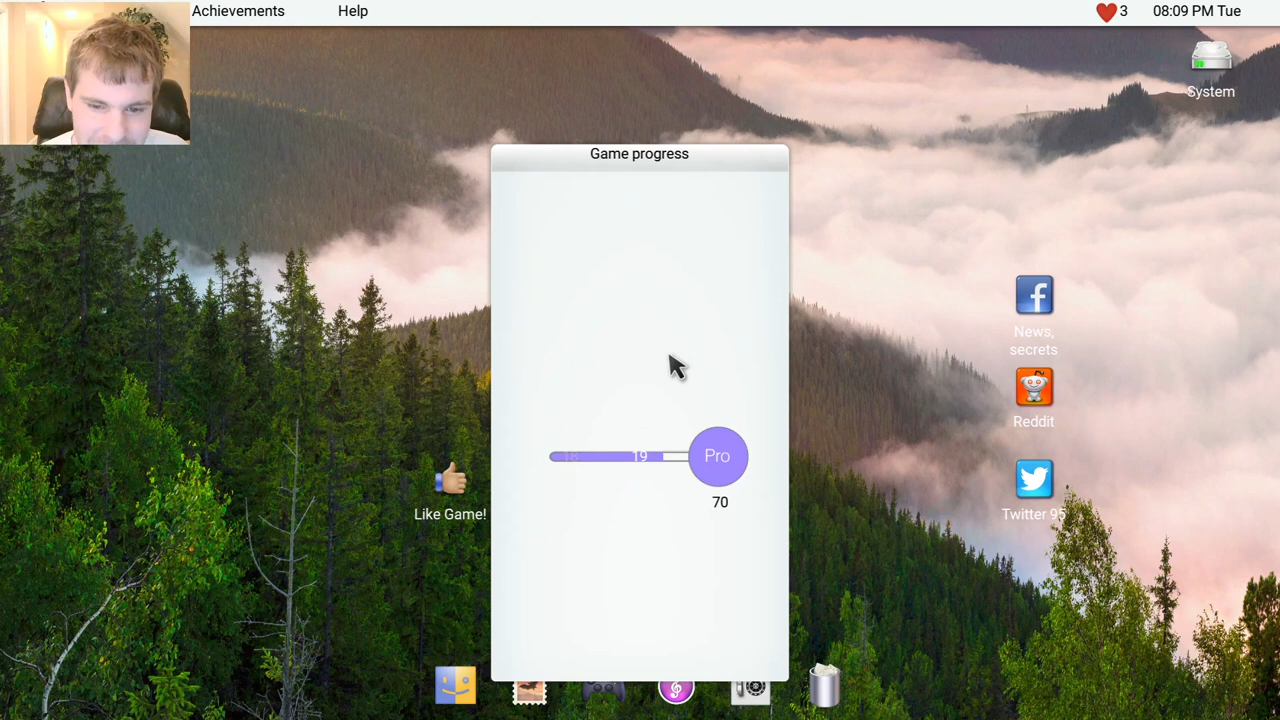 Achievements
Help
3
08:09 PM Tue
System
Game progress
News,
secrets
Reddit
19
Pro
70
Like Game!
Twitter 95